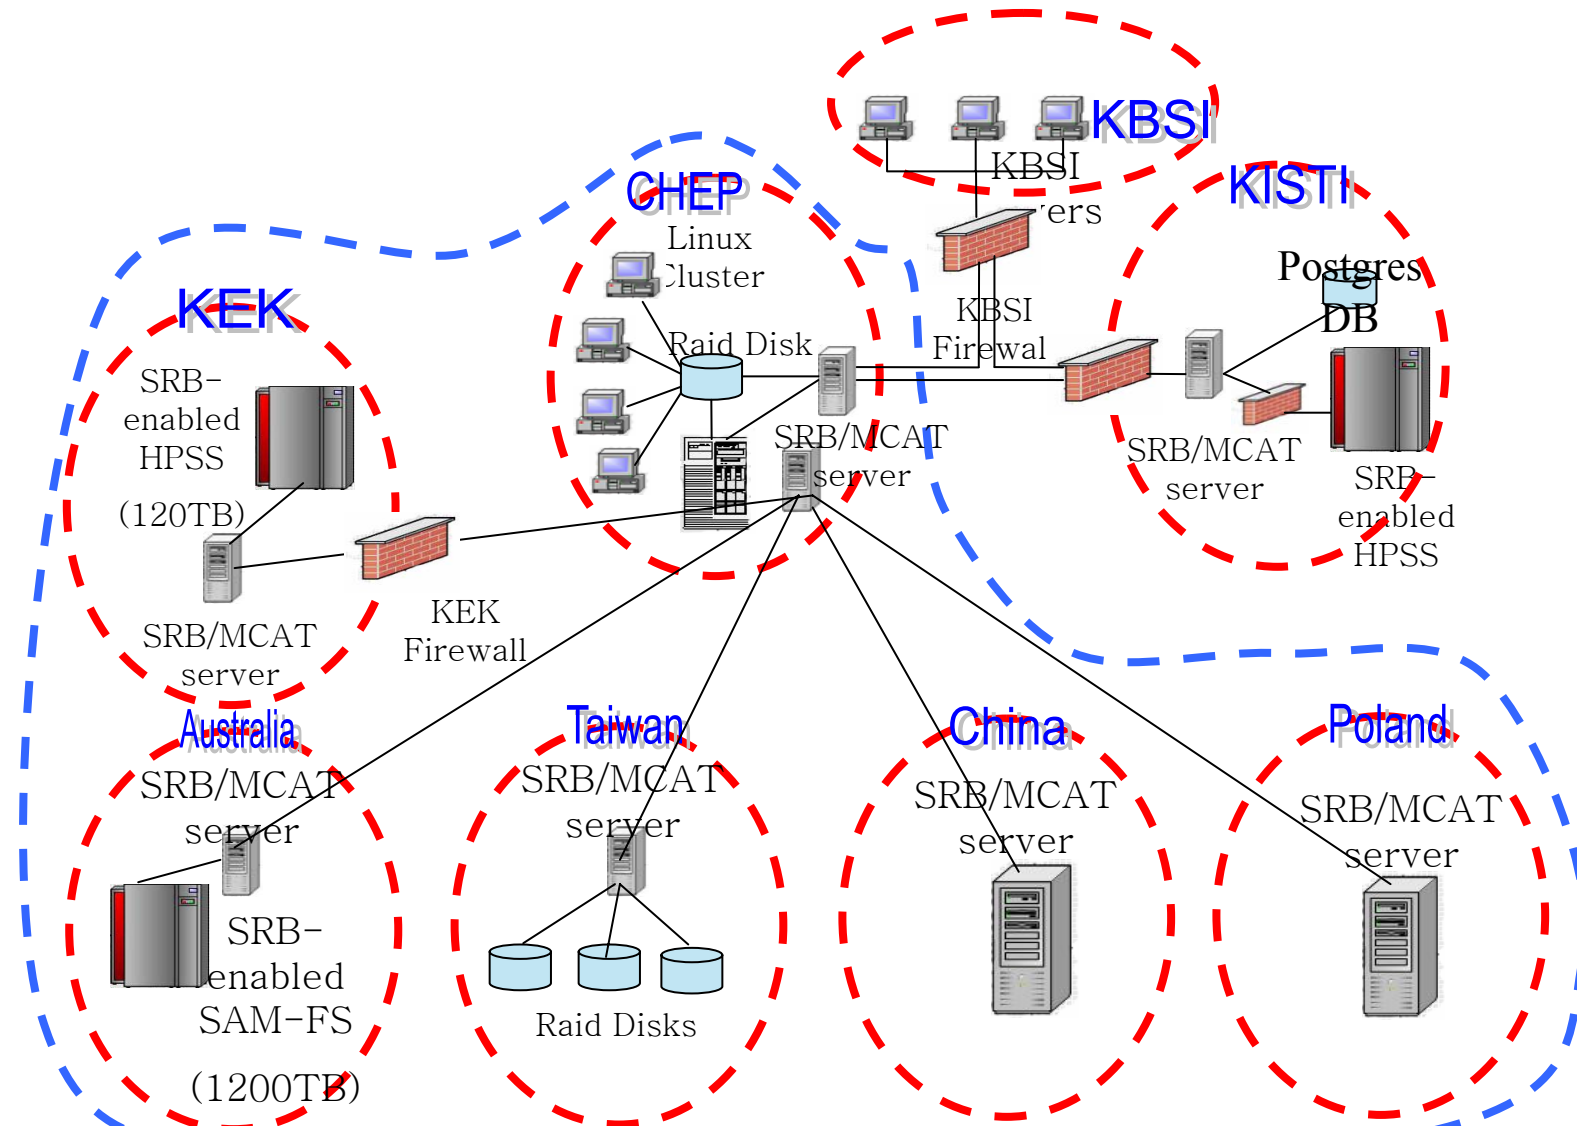 KBSI
KBSI
vers
KISTI
Postgres
DB
CHEP
Linux
Cluster
Raid Disk
KBSI
Firewal
KEK
SRB-
enabled
HPSS
(120TB)
SRB/MCAT
server
SRB/MCAT
server
SRB-
enabled
HPSS
SRB/MCAT
server
KEK
Firewall
Australia
SRB/MCAT
server
SRB-
enabled
SAM-FS
(1200TB)
Taiwan
SRB/MCAT
server
Raid Disks
China
SRB/MCAT
server
Poland
SRB/MCAT
server